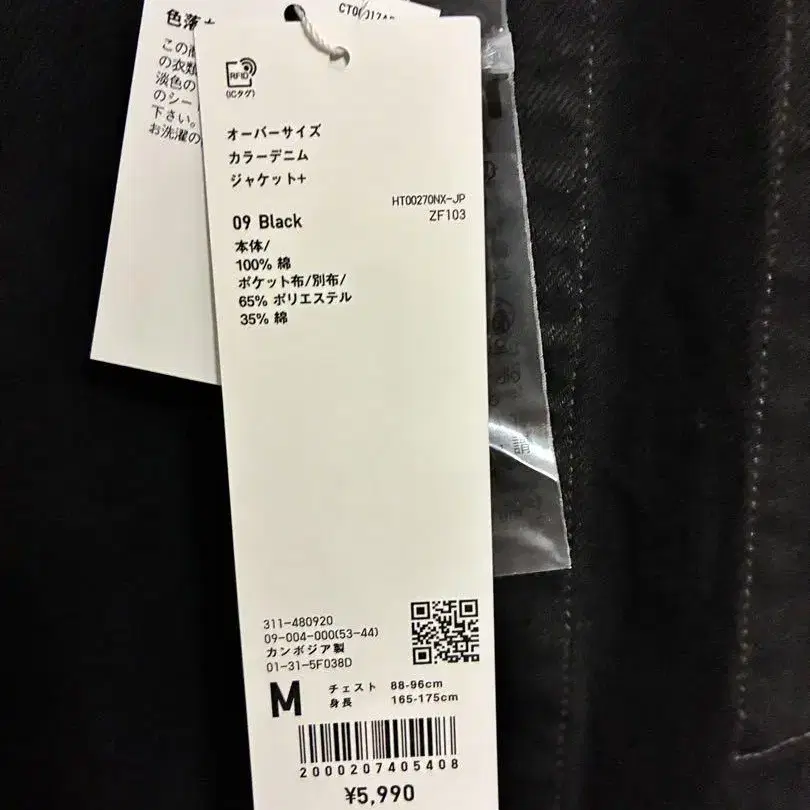 色落
CT00
この
の衣類
淡色の
のシー
下さい。
お洗濯の
RFID
(ICタグ)
オーバーサイズ
カラーデニム
ジャケット+
HT00270NX-JP
ZF103
09 Black
本体/
100% 綿
ポケット布/別布/
65% ポリエステル
35% 綿
311-480920
09-004-000(53-44)
カンボジア製
01-31-5F038D
M
チェスト 88-96cm
身長 165-175cm
2000207405408
¥5,990